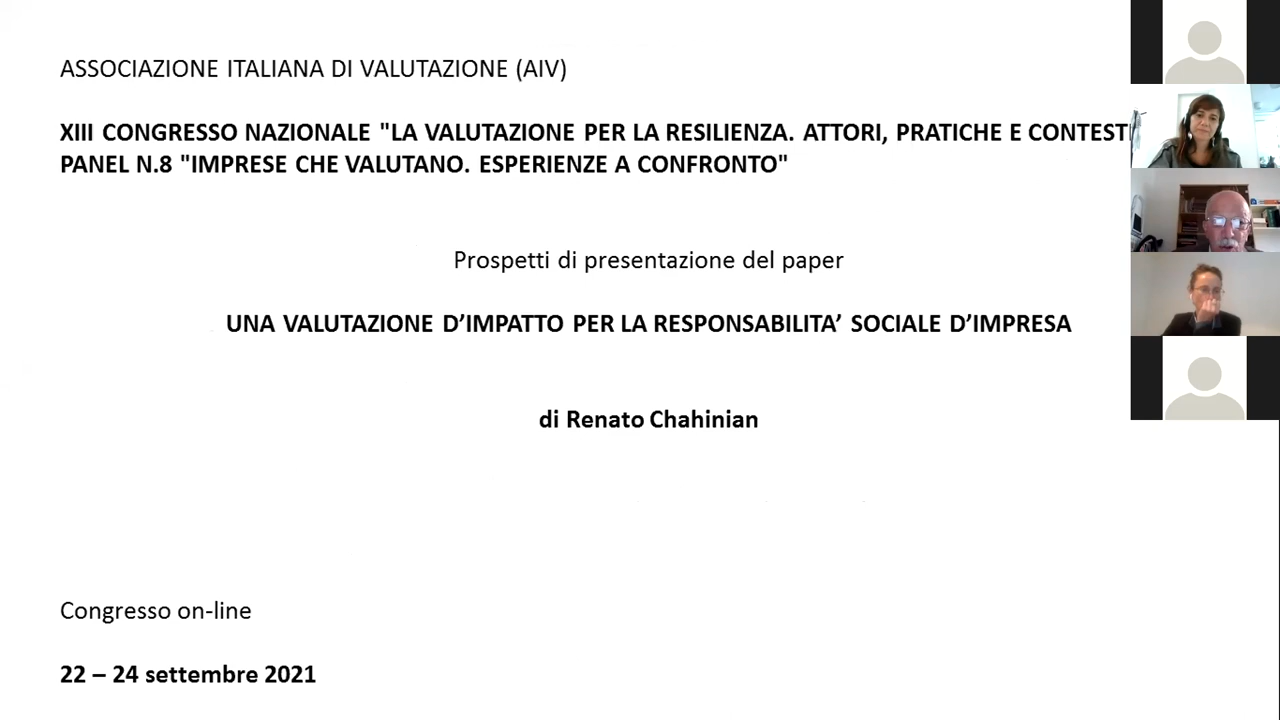 ASSOCIAZIONE ITALIANA DI VALUTAZIONE (AIV)
XIII CONGRESSO NAZIONALE "LA VALUTAZIONE PER LA RESILIENZA. ATTORI, PRATICHE E CONTEST
PANEL N.8 "IMPRESE CHE VALUTANO. ESPERIENZE A CONFRONTO"
Prospetti di presentazione del paper
UNA VALUTAZIONE D’IMPATTO PER LA RESPONSABILITA’ SOCIALE D’IMPRESA
di Renato Chahinian
Congresso on-line
22 – 24 settembre 2021